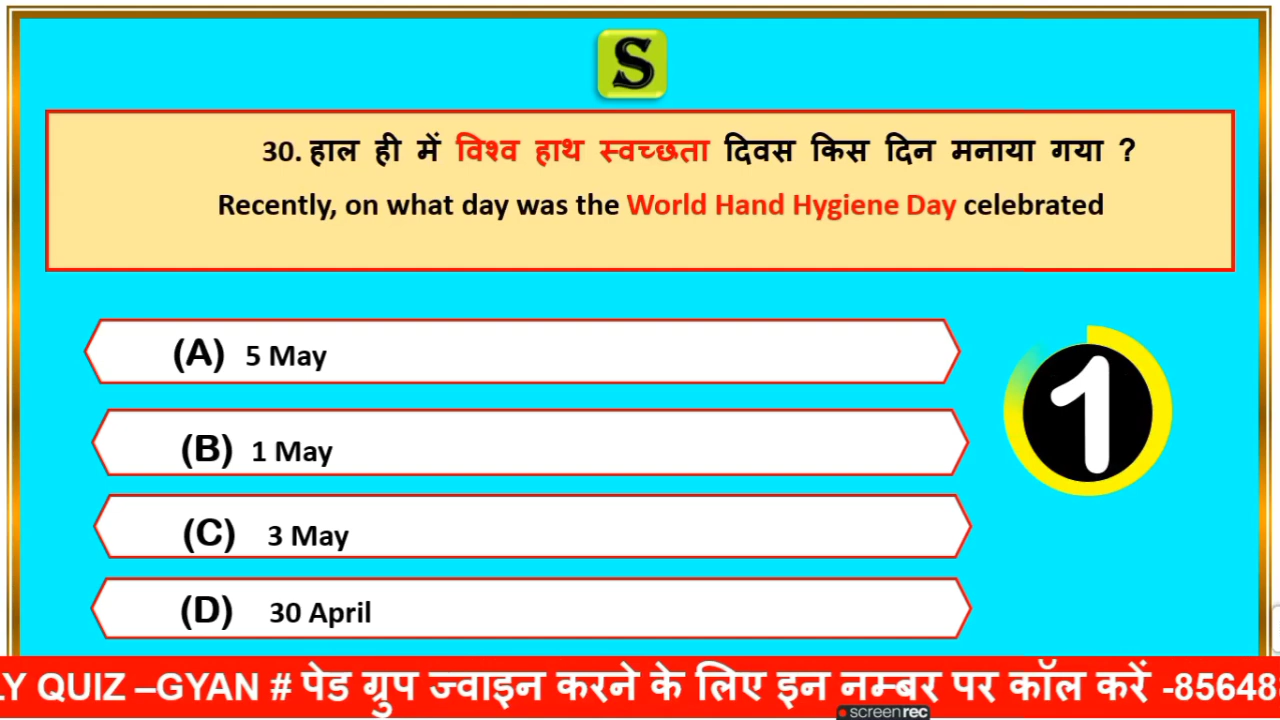 S
30. हाल ही में विश्व हाथ स्वच्छता दिवस किस दिन मनाया गया ?
Recently, on what day was the World Hand Hygiene Day celebrated
(A) 5 May
1
(B) 1 May
(C) 3 May
(D) 30 April
LY QUIZ –GYAN # पेड ग्रुप ज्वाइन करने के लिए इन नम्बर पर कॉल करें -85648
screenrec